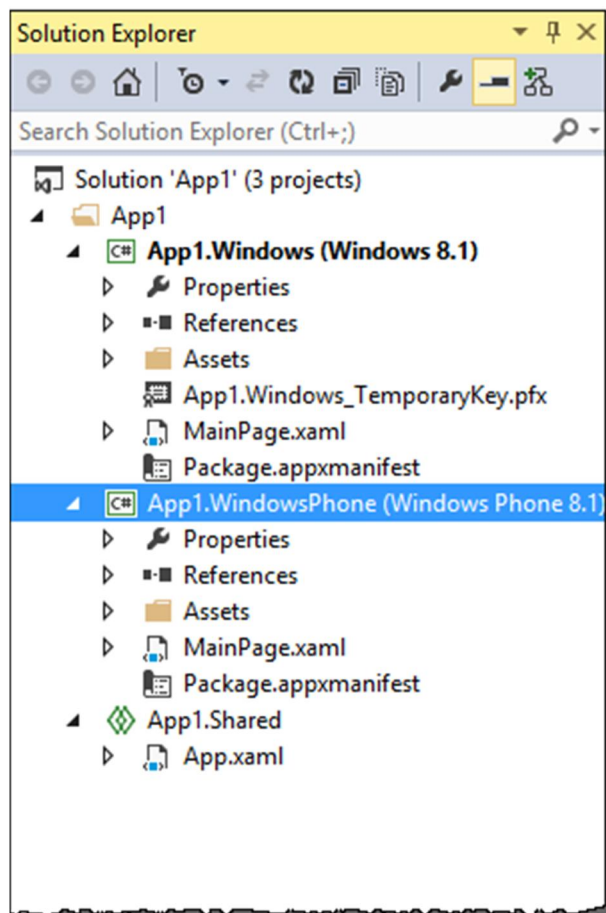 Solution Explorer
Search Solution Explorer (Ctrl+;)
Solution 'App1' (3 projects)
App1
C# App1.Windows (Windows 8.1)
Properties
References
Assets
App1.Windows_TemporaryKey.pfx
MainPage.xaml
Package.appxmanifest
C# App1.WindowsPhone (Windows Phone 8.1)
Properties
References
Assets
MainPage.xaml
Package.appxmanifest
App1.Shared
App.xaml